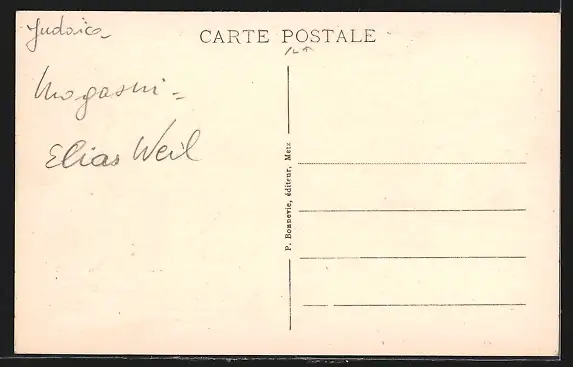 Judaica
CARTE POSTALE
Magasin =
Elias Weil
P. Bonnevie, éditeur, Metz